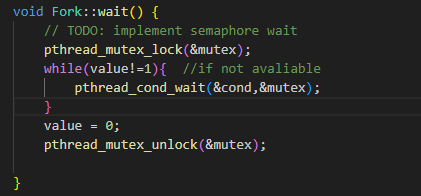 void Fork::wait() {
    // TODO: implement semaphore wait
    pthread_mutex_lock(&mutex);
    while(value!=1){  //if not avaliable
        pthread_cond_wait(&cond,&mutex);
    }
    value = 0;
    pthread_mutex_unlock(&mutex);
}